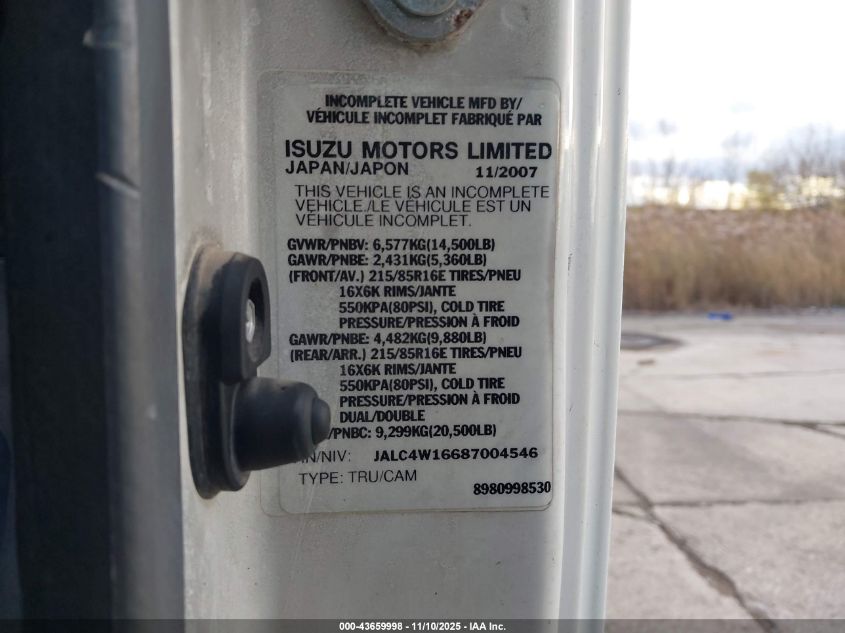 INCOMPLETE VEHICLE MFD BY/
VÉHICULE INCOMPLET FABRIQUÉ PAR
ISUZU MOTORS LIMITED
JAPAN/JAPON 11/2007
THIS VEHICLE IS AN INCOMPLETE
VEHICLE./LE VÉHICULE EST UN
VÉHICULE INCOMPLET.
GVWR/PNBV: 6,577KG(14,500LB)
GAWR/PNBE: 2,431KG(5,360LB)
(FRONT/AV.) 215/85R16E TIRES/PNEU
16X6K RIMS/JANTE
550KPA(80PSI), COLD TIRE
PRESSURE/PRESSION À FROID
GAWR/PNBE: 4,482KG(9,880LB)
(REAR/ARR.) 215/85R16E TIRES/PNEU
16X6K RIMS/JANTE
550KPA(80PSI), COLD TIRE
PRESSURE/PRESSION À FROID
DUAL/DOUBLE
/PNBC: 9,299KG(20,500LB)
/NIV: JALC4W16687004546
TYPE: TRU/CAM
8980998530
000-43659998 - 11/10/2025 - IAA Inc.